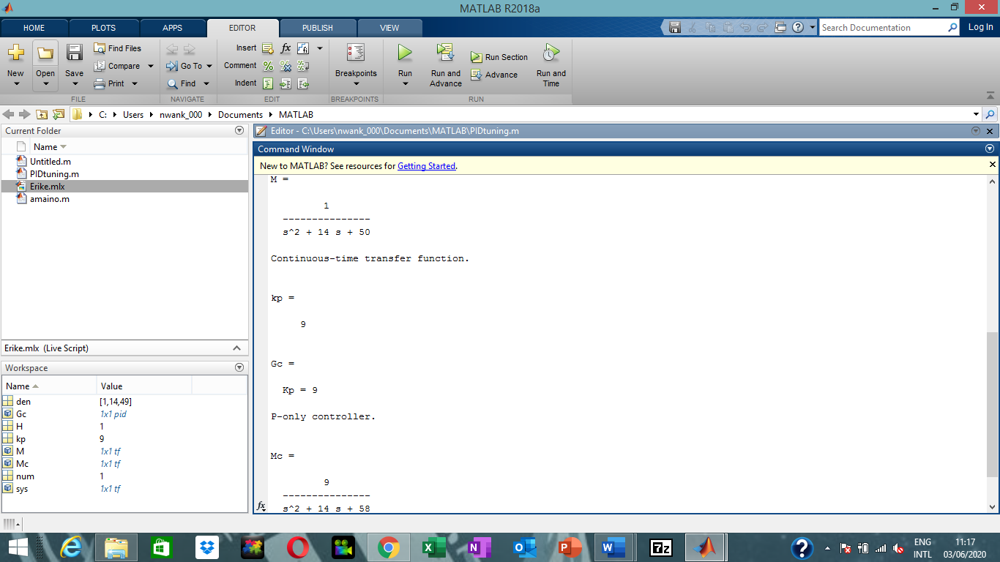 MATLAB R2018a
HOME PLOTS APPS EDITOR PUBLISH VIEW
Search Documentation
Log In
New
Open
Save
Find Files
Compare
Print
FILE
Go To
Find
NAVIGATE
Insert
Comment
Indent
fx
EDIT
Breakpoints
BREAKPOINTS
Run
Run and
Advance
Run Section
Advance
Run and
Time
RUN
C: Users nwank_000 Documents MATLAB
Current Folder
Name
Untitled.m
PIDtuning.m
Erike.mlx
amaino.m
Erike.mlx (Live Script)
Workspace
Name Value
den [1,14,49]
Gc 1x1 pid
H 1
kp 9
M 1x1 tf
Mc 1x1 tf
num 1
sys 1x1 tf
Editor - C:\Users\nwank_000\Documents\MATLAB\PIDtuning.m
Command Window
New to MATLAB? See resources for Getting Started.
M =
1
---------------
s^2 + 14 s + 50
Continuous-time transfer function.
kp =
9
Gc =
Kp = 9
P-only controller.
Mc =
9
---------------
s^2 + 14 s + 58
fx
7z
ENG
INTL
11:17
03/06/2020